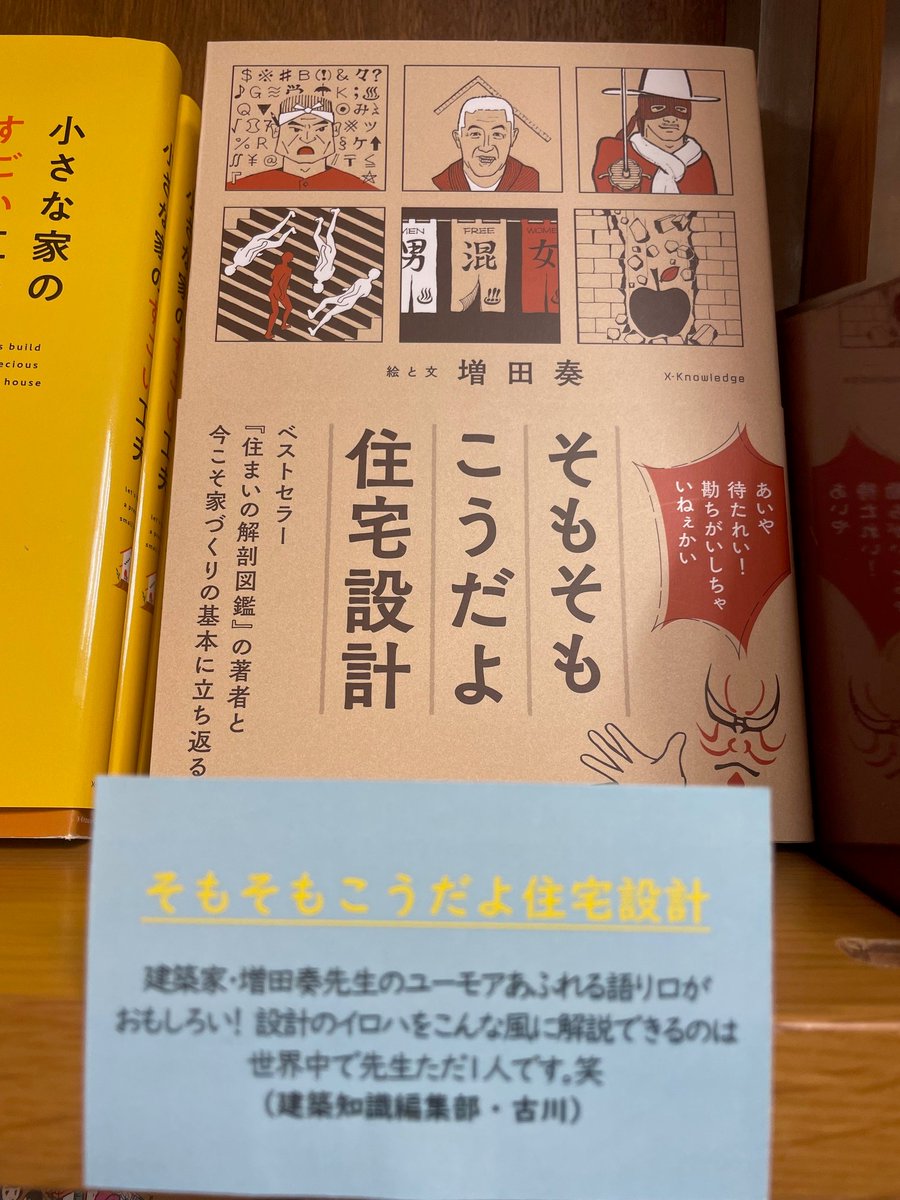 小さな家の
すごい
s build
ecious
house
$※#B(!)&々?
MEN
FREE
WOMEN
男
混
女
絵と文 増田奏
X-Knowledge
そもそも
こうだよ
住宅設計
あいや
待たれい!
勘ちがいしちゃ
いねぇかい
ベストセラー
『住まいの解剖図鑑』の著者と
今こそ家づくりの基本に立ち返る
そもそもこうだよ住宅設計
建築家・増田奏先生のユーモアあふれる語り口が
おもしろい! 設計のイロハをこんな風に解説できるのは
世界中で先生ただ1人です。笑
(建築知識編集部・古川)